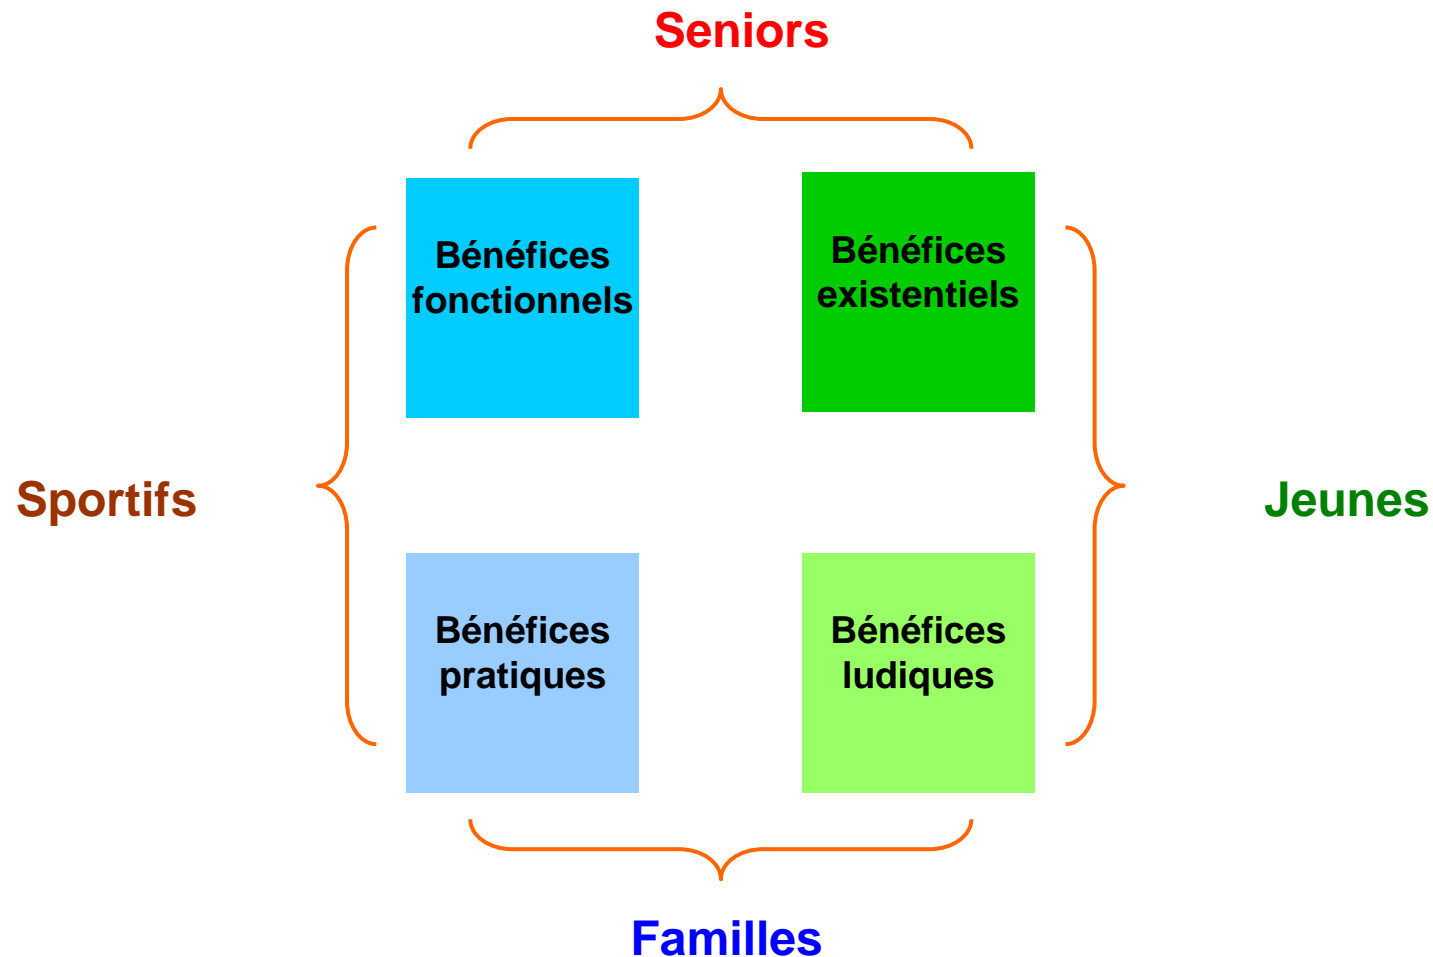 Seniors
Bénéfices
fonctionnels
Bénéfices
existentiels
Sportifs
Jeunes
Bénéfices
pratiques
Bénéfices
ludiques
Familles